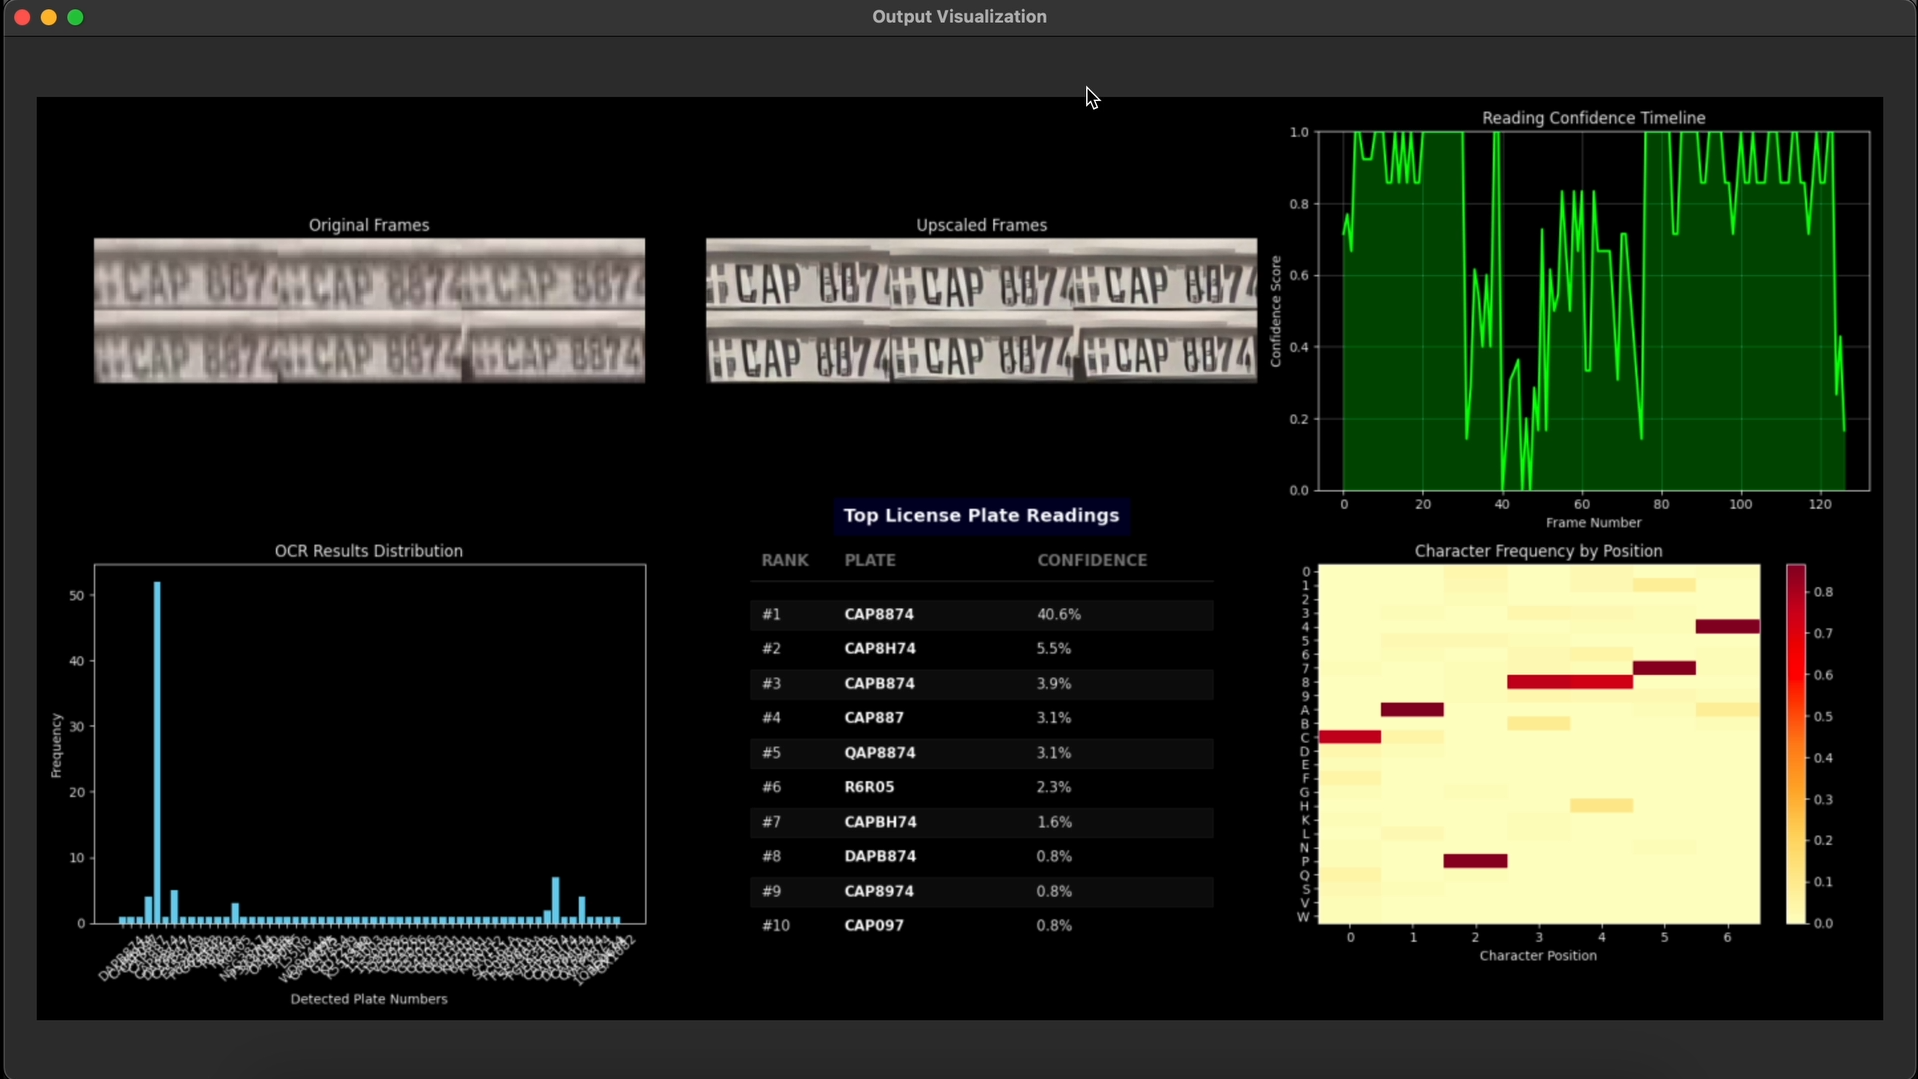 Output Visualization
Original Frames
CAP 887
CAP 8874
CAP 8874
CAP 8874
CAP 8874
CAP 8874
Upscaled Frames
CAP 887
CAP 8874
CAP 887
CAP 8874
CAP 8874
CAP 8874
Reading Confidence Timeline
1.0
0.8
0.6
0.4
0.2
0.0
Confidence Score
0 20 40 60 80 100 120
Frame Number
OCR Results Distribution
50
40
30
20
10
0
Frequency
Detected Plate Numbers
Top License Plate Readings
RANK PLATE CONFIDENCE
#1 CAP8874 40.6%
#2 CAP8H74 5.5%
#3 CAPB874 3.9%
#4 CAP887 3.1%
#5 QAP8874 3.1%
#6 R6R05 2.3%
#7 CAPBH74 1.6%
#8 DAPB874 0.8%
#9 CAP8974 0.8%
#10 CAP097 0.8%
Character Frequency by Position
0
1
2
3
4
5
6
7
8
9
A
B
C
D
E
F
G
H
K
L
N
P
Q
S
V
W
0 1 2 3 4 5 6
Character Position
0.8
0.7
0.6
0.5
0.4
0.3
0.2
0.1
0.0